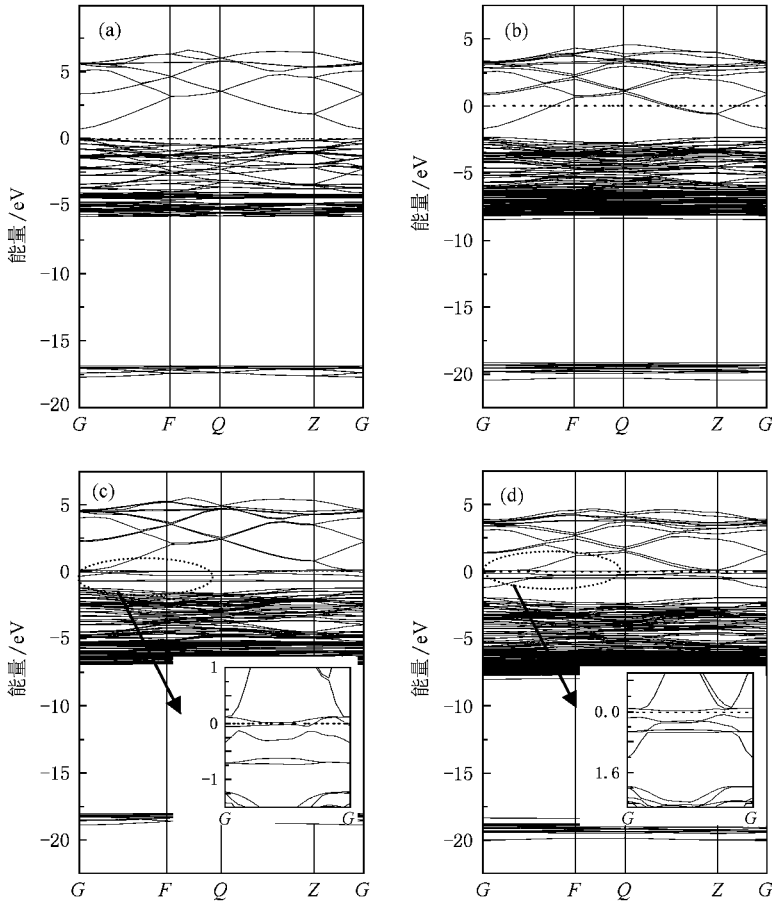 (a)
5
0
−5
−10
−15
−20
能量/eV
G F Q Z G
(b)
5
0
−5
−10
−15
−20
能量/eV
G F Q Z G
(c)
5
0
−5
−10
−15
−20
能量/eV
1
0
−1
G G
G F Q Z G
(d)
5
0
−5
−10
−15
−20
能量/eV
0.0
1.6
G G
G F Q Z G